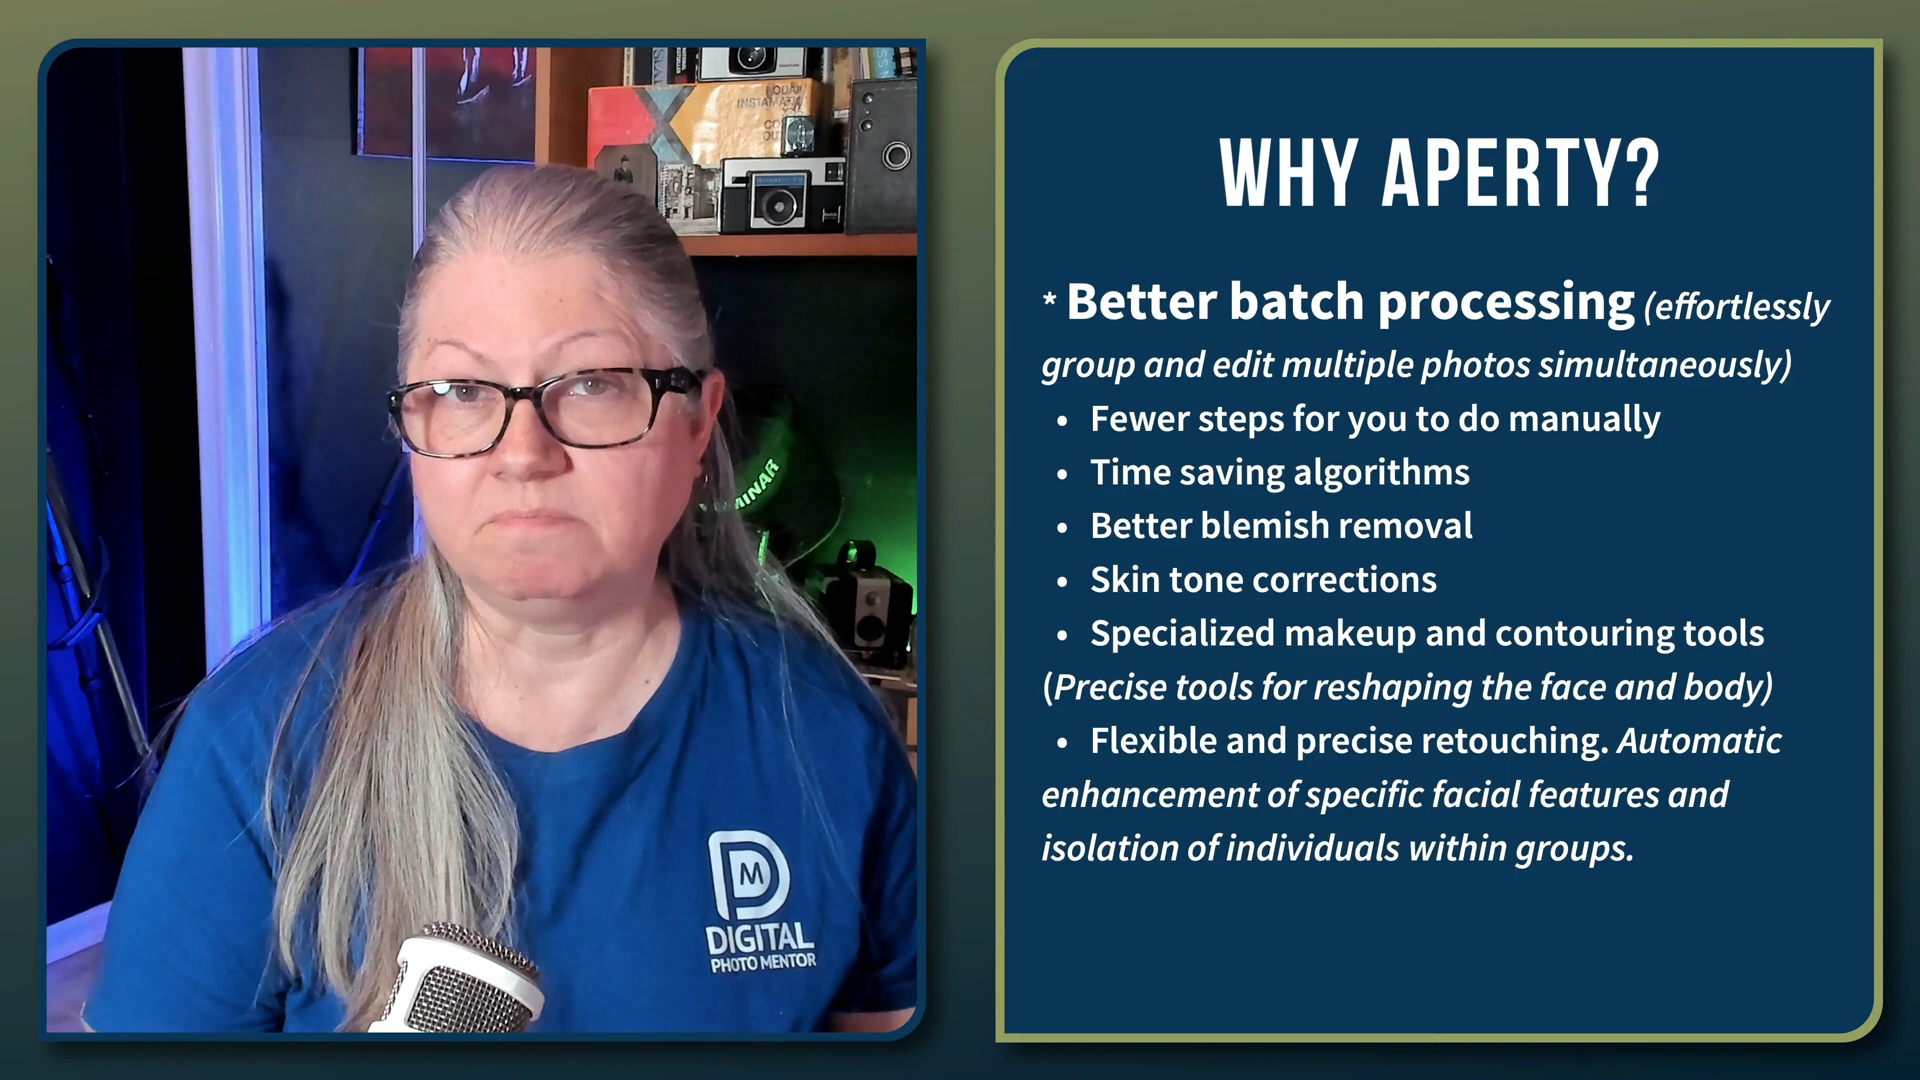 KODAK
INSTAMATIC
MINAR
M
DIGITAL
PHOTO MENTOR
WHY APERTY?
* Better batch processing (effortlessly
group and edit multiple photos simultaneously)
• Fewer steps for you to do manually
• Time saving algorithms
• Better blemish removal
• Skin tone corrections
• Specialized makeup and contouring tools
(Precise tools for reshaping the face and body)
• Flexible and precise retouching. Automatic
enhancement of specific facial features and
isolation of individuals within groups.